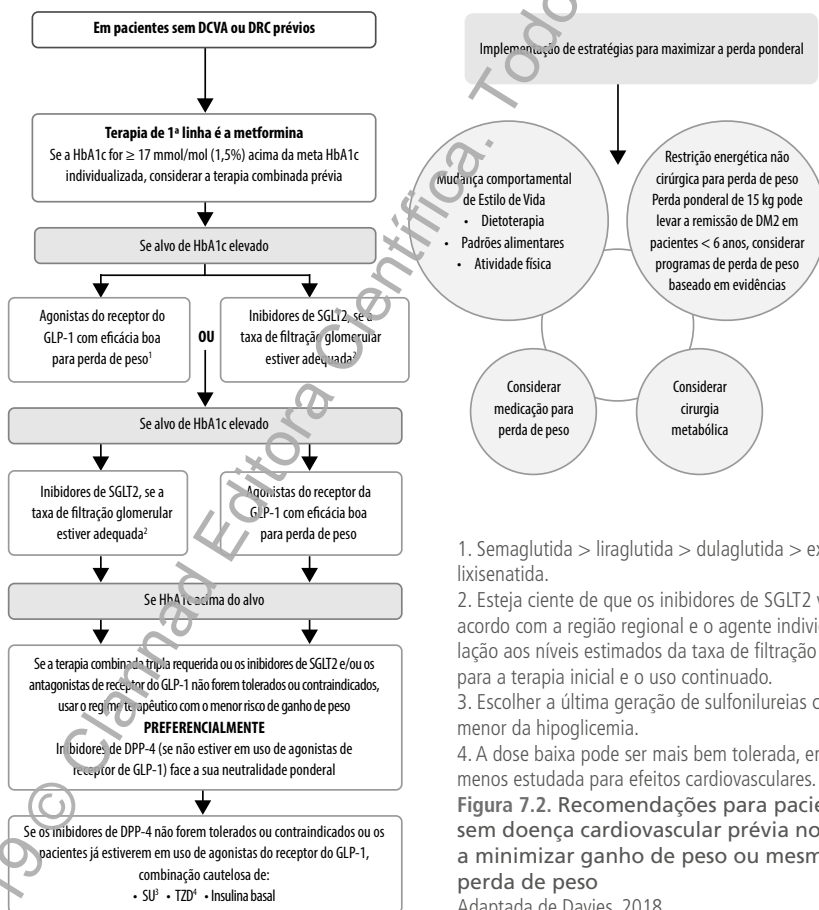 Em pacientes sem DCVA ou DRC prévios
Terapia de 1ª linha é a metformina
Se a HbA1c for ≥ 17 mmol/mol (1,5%) acima da meta HbA1c
individualizada, considerar a terapia combinada prévia
Se alvo de HbA1c elevado
Agonistas do receptor do
GLP-1 com eficácia boa
para perda de peso¹
OU
Inibidores de SGLT2, se a
taxa de filtração glomerular
estiver adequada²
Se alvo de HbA1c elevado
Inibidores de SGLT2, se a
taxa de filtração glomerular
estiver adequada²
Agonistas do receptor da
GLP-1 com eficácia boa
para perda de peso
Se HbA1c acima do alvo
Se a terapia combinada tripla requerida ou os inibidores de SGLT2 e/ou os
antagonistas de receptor do GLP-1 não forem tolerados ou contraindicados,
usar o regime terapêutico com o menor risco de ganho de peso
PREFERENCIALMENTE
Inibidores de DPP-4 (se não estiver em uso de agonistas de
receptor de GLP-1) face a sua neutralidade ponderal
Se os inibidores de DPP-4 não forem tolerados ou contraindicados ou os
pacientes já estiverem em uso de agonistas do receptor do GLP-1,
combinação cautelosa de:
• SU³ • TZD⁴ • Insulina basal
Implementação de estratégias para maximizar a perda ponderal
Mudança comportamental
de Estilo de Vida
• Dietoterapia
• Padrões alimentares
• Atividade física
Restrição energética não
cirúrgica para perda de peso
Perda ponderal de 15 kg pode
levar a remissão de DM2 em
pacientes < 6 anos, considerar
programas de perda de peso
baseado em evidências
Considerar
medicação para
perda de peso
Considerar
cirurgia
metabólica
1. Semaglutida > liraglutida > dulaglutida >
lixisenatida.
2. Esteja ciente de que os inibidores de SGLT2
acordo com a região regional e o agente
lação aos níveis estimados da taxa de filtração
para a terapia inicial e o uso continuado.
3. Escolher a última geração de sulfonilureias
menor da hipoglicemia.
4. A dose baixa pode ser mais bem tolerada,
menos estudada para efeitos cardiovasculares.
Figura 7.2. Recomendações para
sem doença cardiovascular prévia
a minimizar ganho de peso ou
perda de peso
Adaptada de Davies, 2018
19 © Clannad Editora Científica. Todo